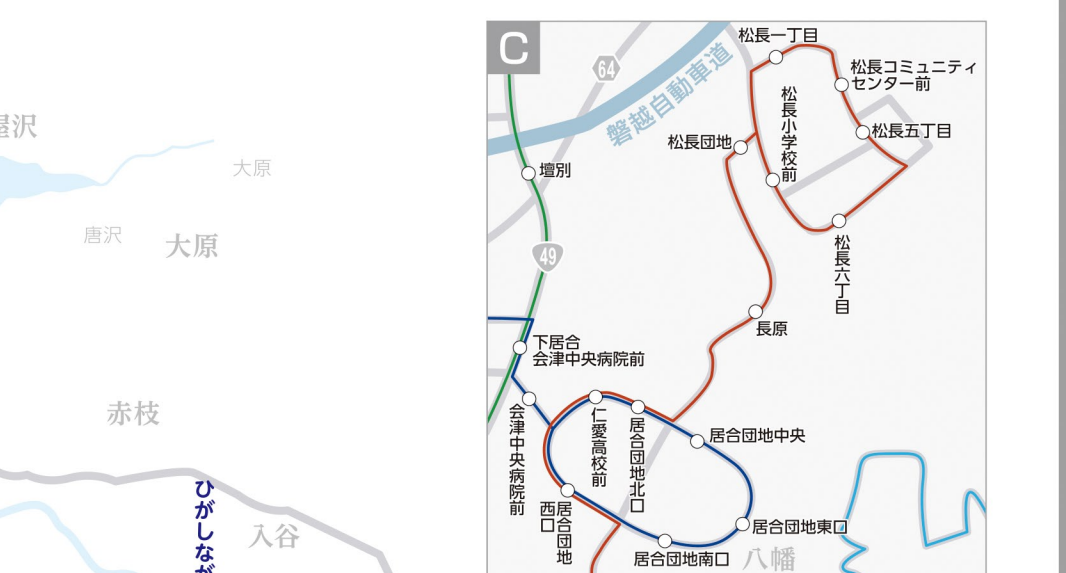 C
64
磐越自動車道
松長一丁目
松長コミュニティ
センター前
松長小学校前
松長五丁目
松長団地
壇別
松長六丁目
49
長原
下居合
会津中央病院前
会津中央病院前
仁愛高校前
居合団地北口
居合団地中央
居合団地
西口
居合団地東口
居合団地南口
八幡
沢
大原
唐沢
大原
赤枝
入谷
ひがしなが